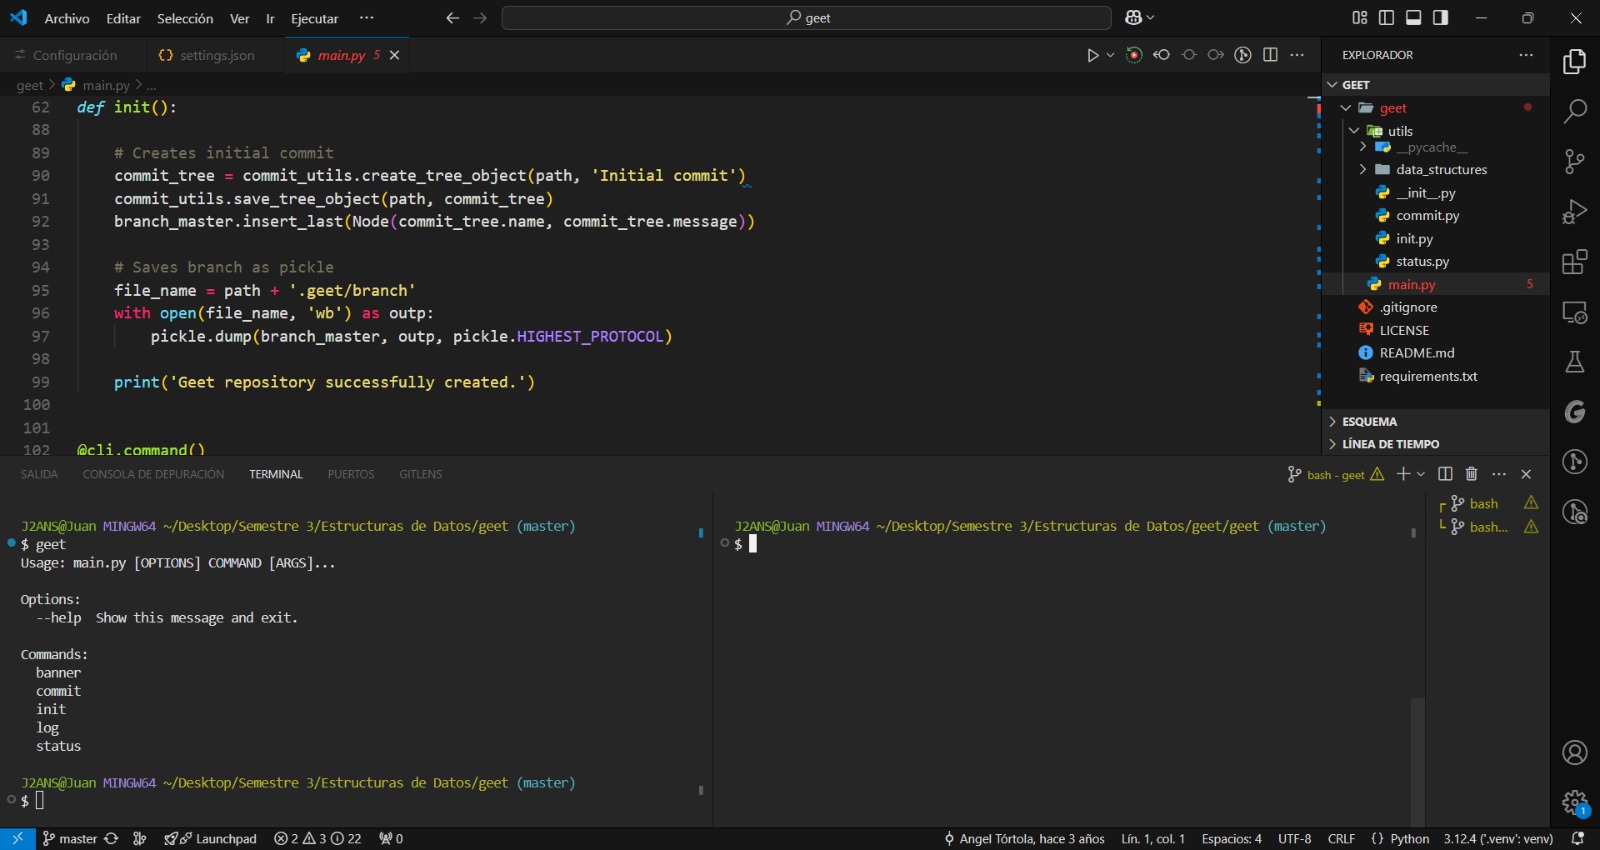 Archivo Editar Selección Ver Ir Ejecutar ··· geet
Configuración settings.json main.py 5
geet > main.py > ...
62 def init():
88
89 # Creates initial commit
90 commit_tree = commit_utils.create_tree_object(path, 'Initial commit')
91 commit_utils.save_tree_object(path, commit_tree)
92 branch_master.insert_last(Node(commit_tree.name, commit_tree.message))
93
94 # Saves branch as pickle
95 file_name = path + '.geet/branch'
96 with open(file_name, 'wb') as outp:
97 pickle.dump(branch_master, outp, pickle.HIGHEST_PROTOCOL)
98
99 print('Geet repository successfully created.')
100
101
102 @cli.command()
EXPLORADOR
GEET
geet
utils
__pycache__
data_structures
__init__.py
commit.py
init.py
status.py
main.py 5
.gitignore
LICENSE
README.md
requirements.txt
ESQUEMA
LÍNEA DE TIEMPO
SALIDA CONSOLA DE DEPURACIÓN TERMINAL PUERTOS GITLENS
bash - geet
J2ANS@Juan MINGW64 ~/Desktop/Semestre 3/Estructuras de Datos/geet (master)
$ geet
Usage: main.py [OPTIONS] COMMAND [ARGS]...
Options:
--help Show this message and exit.
Commands:
banner
commit
init
log
status
J2ANS@Juan MINGW64 ~/Desktop/Semestre 3/Estructuras de Datos/geet (master)
$
J2ANS@Juan MINGW64 ~/Desktop/Semestre 3/Estructuras de Datos/geet/geet (master)
$
bash
bash...
1
master Launchpad 2 3 22 0 Angel Tórtola, hace 3 años Lín. 1, col. 1 Espacios: 4 UTF-8 CRLF {} Python 3.12.4 ('.venv': venv)